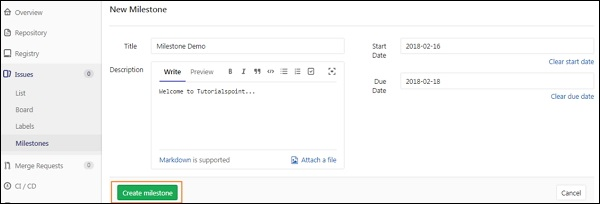 Overview
Repository
Registry
Issues 0
List
Board
Labels
Milestones
Merge Requests 0
CI / CD
New Milestone
Title Milestone Demo
Description Write Preview B I
Welcome to Tutorialspoint...
Markdown is supported Attach a file
Start Date 2018-02-16
Clear start date
Due Date 2018-02-18
Clear due date
Create milestone Cancel